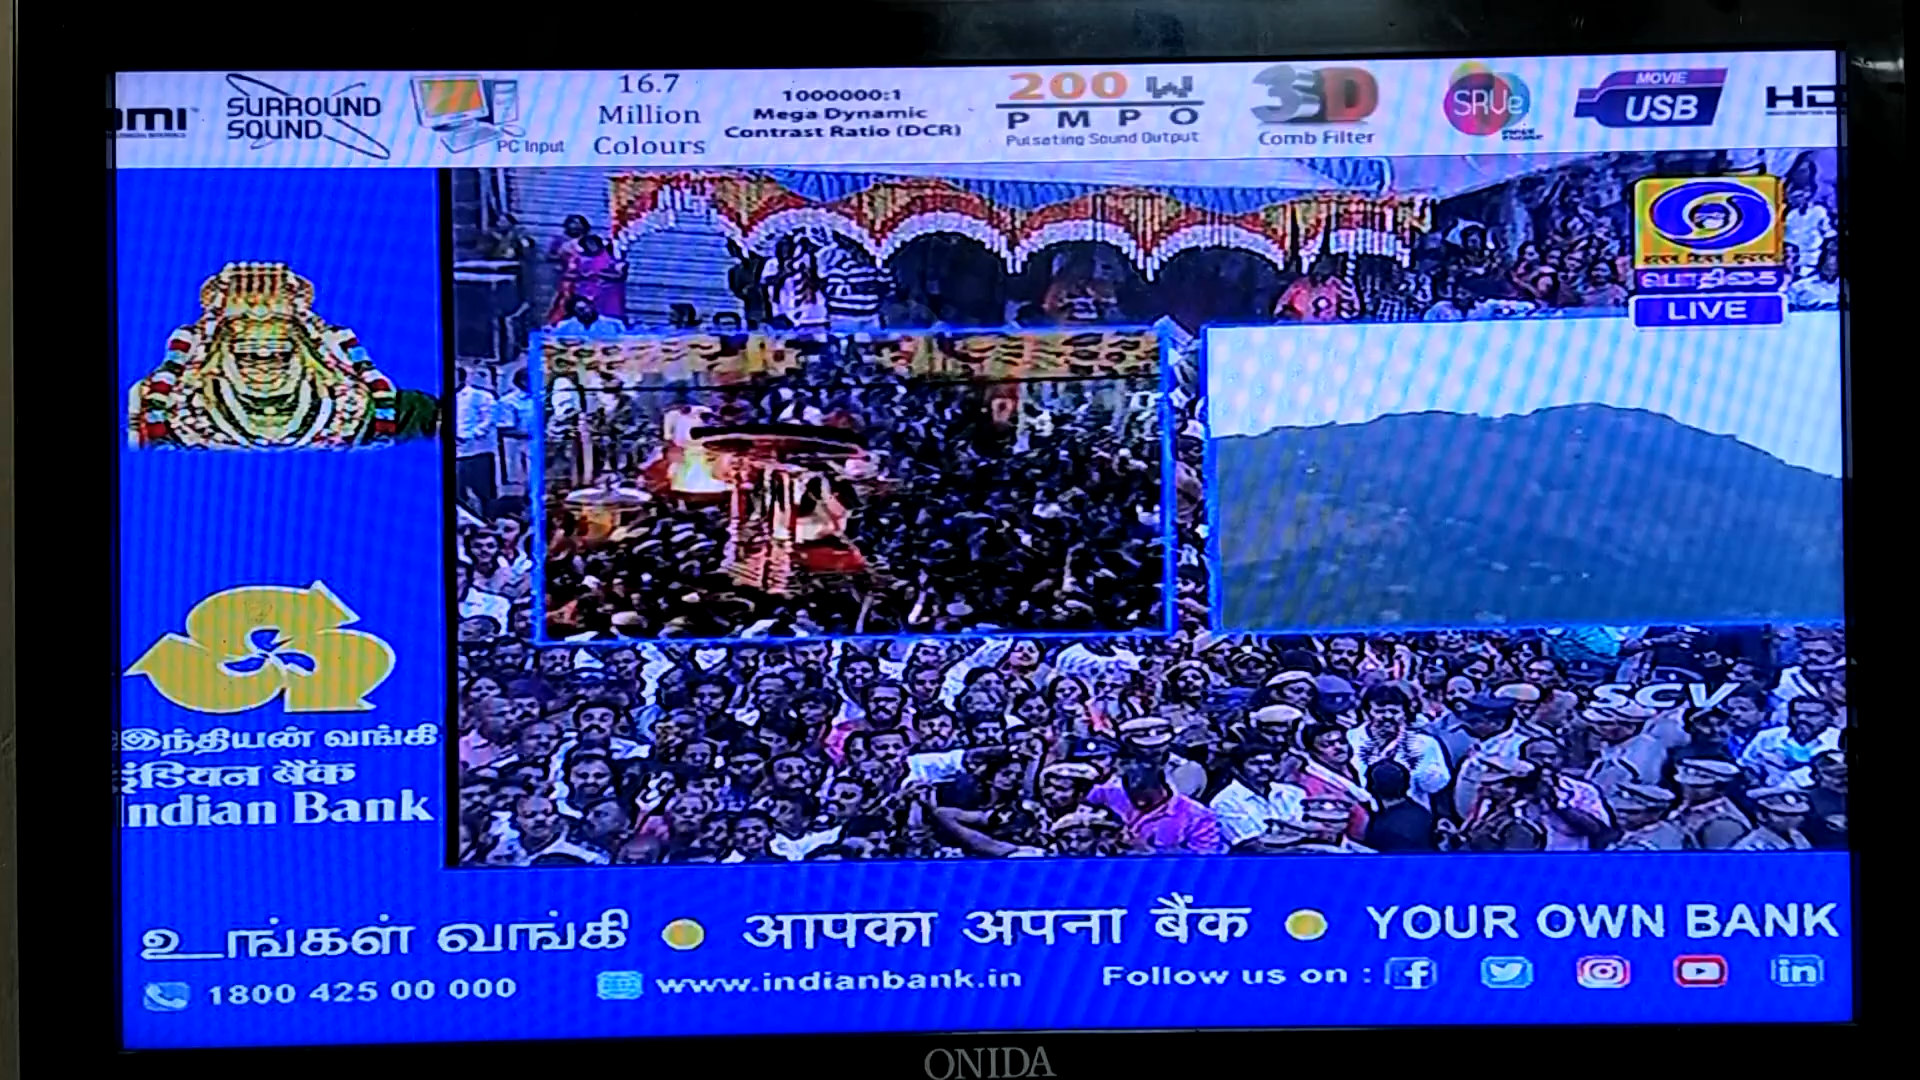 SURROUND
SOUND
PC Input
16.7
Million
Colours
1000000:1
Mega Dynamic
Contrast Ratio (DCR)
200 W
PMPO
Pulsating Sound Output
3D
Comb Filter
SRUe
MOVIE
USB
பொதிகை
LIVE
SCV
இந்தியன் வங்கி
इंडियन बैंक
Indian Bank
உங்கள் வங்கி ● आपका अपना बैंक ● YOUR OWN BANK
1800 425 00 000 www.indianbank.in Follow us on :
ONIDA